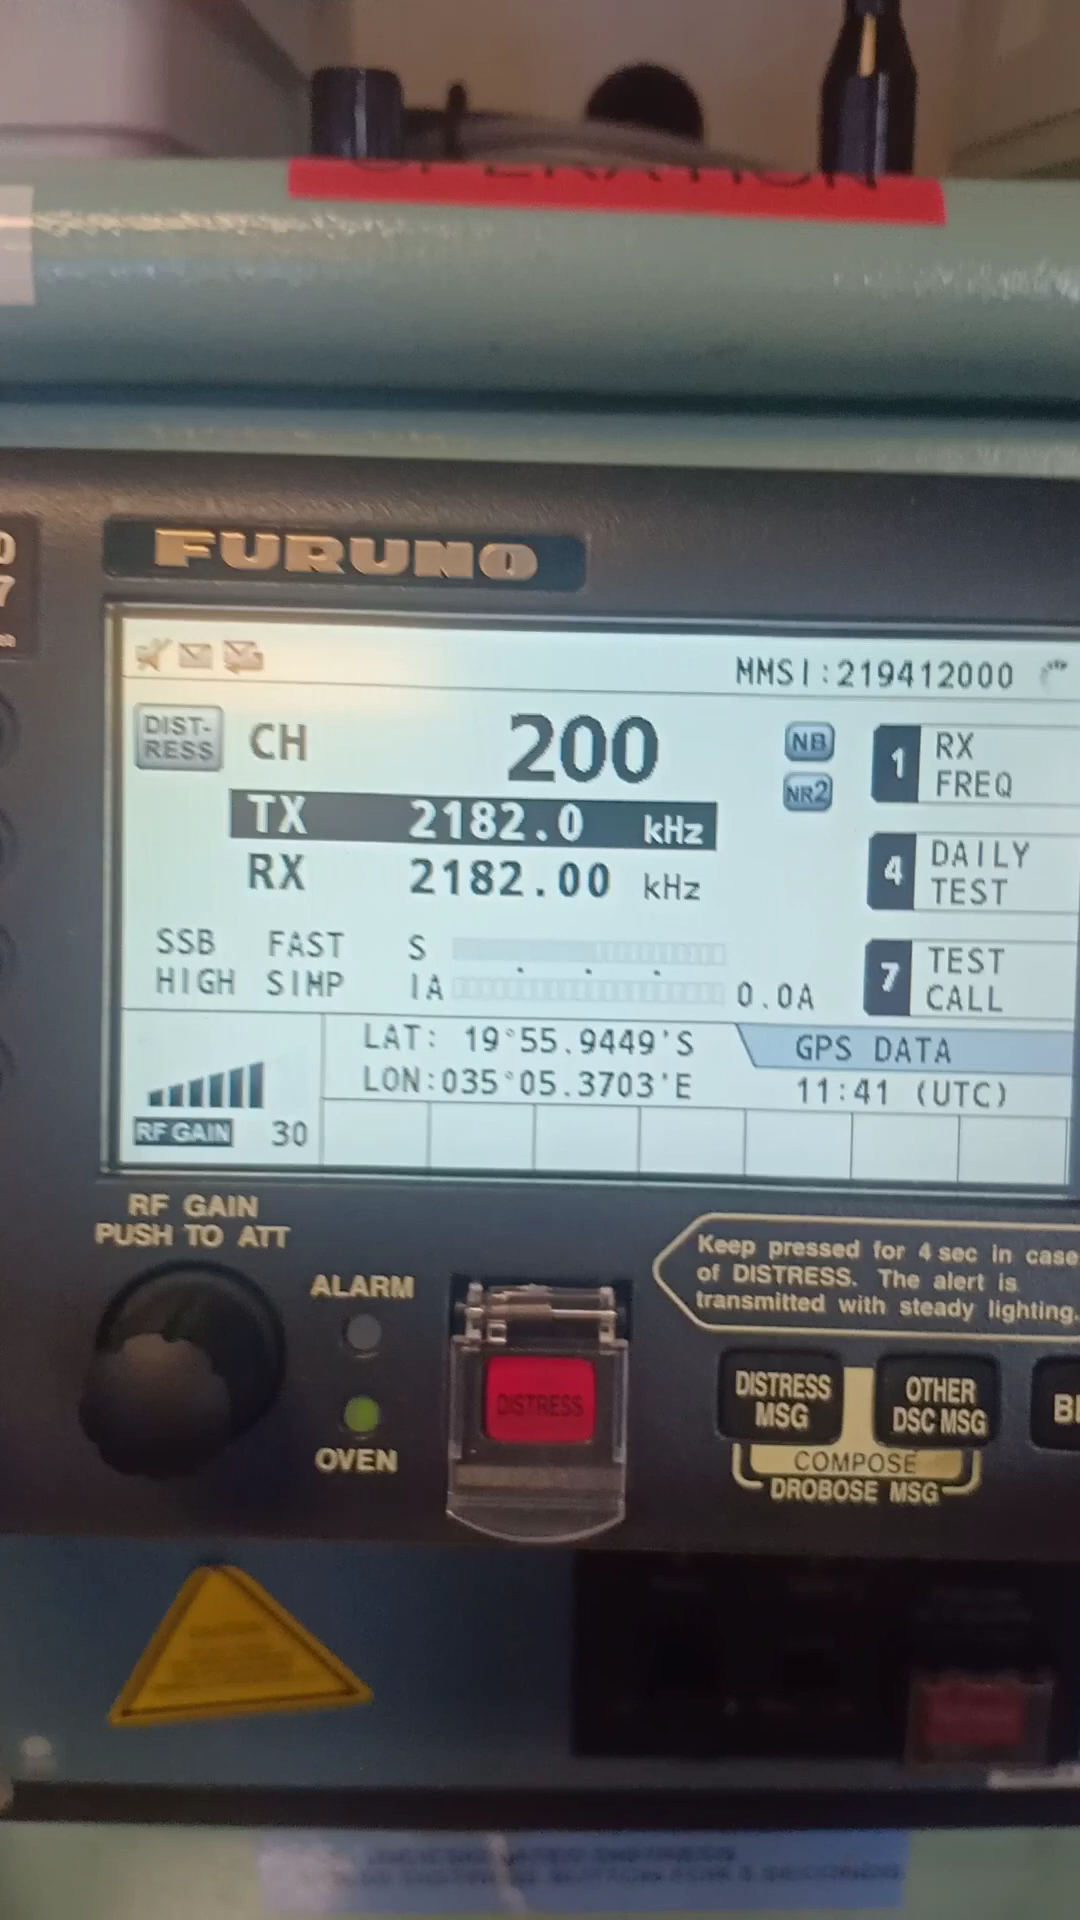 OPERATION
FURUNO
MMSI:219412000
DIST-
RESS
CH
200
NB
NR2
1
RX
FREQ
TX 2182.0 kHz
RX 2182.00 kHz
4
DAILY
TEST
SSB FAST S
HIGH SIMP IA 0.0A
7
TEST
CALL
LAT: 19°55.9449'S
LON:035°05.3703'E
GPS DATA
11:41 (UTC)
RF GAIN 30
RF GAIN
PUSH TO ATT
ALARM
OVEN
DISTRESS
Keep pressed for 4 sec in case
of DISTRESS. The alert is
transmitted with steady lighting.
DISTRESS
MSG
OTHER
DSC MSG
COMPOSE
DROBOSE MSG